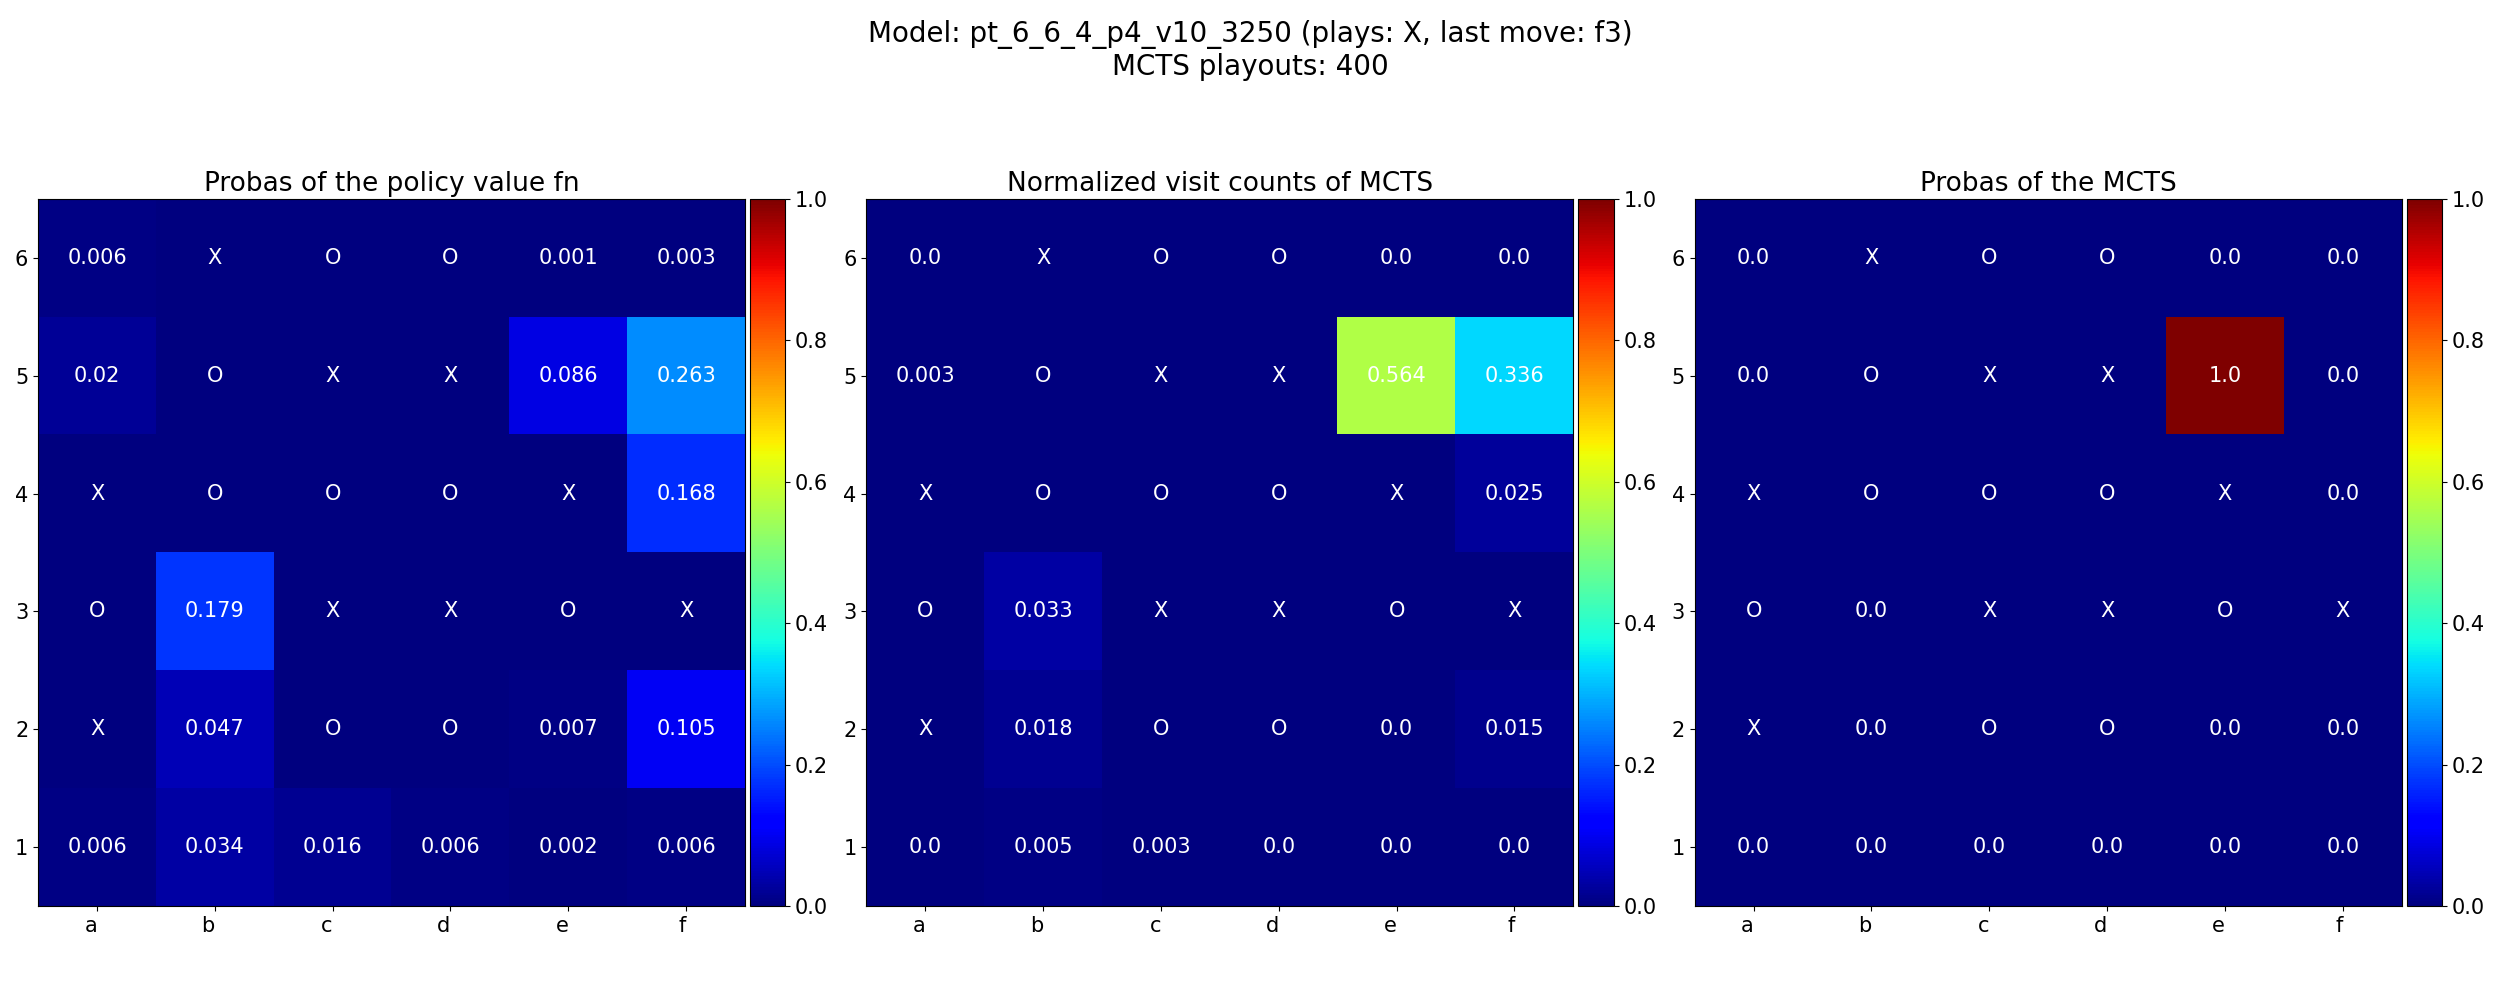 Model: pt_6_6_4_p4_v10_3250 (plays: X, last move: f3)
MCTS playouts: 400
Probas of the policy value fn
1.0
6 0.006 X O O 0.001 0.003
0.8
5 0.02 O X X 0.086 0.263
0.6
4 X O O O X 0.168
3 O 0.179 X X O X
0.4
2 X 0.047 O O 0.007 0.105
0.2
1 0.006 0.034 0.016 0.006 0.002 0.006
0.0
a b c d e f
Normalized visit counts of MCTS
1.0
6 0.0 X O O 0.0 0.0
0.8
5 0.003 O X X 0.564 0.336
0.6
4 X O O O X 0.025
3 O 0.033 X X O X
0.4
2 X 0.018 O O 0.0 0.015
0.2
1 0.0 0.005 0.003 0.0 0.0 0.0
0.0
a b c d e f
Probas of the MCTS
1.0
6 0.0 X O O 0.0 0.0
0.8
5 0.0 O X X 1.0 0.0
0.6
4 X O O O X 0.0
3 O 0.0 X X O X
0.4
2 X 0.0 O O 0.0 0.0
0.2
1 0.0 0.0 0.0 0.0 0.0 0.0
0.0
a b c d e f